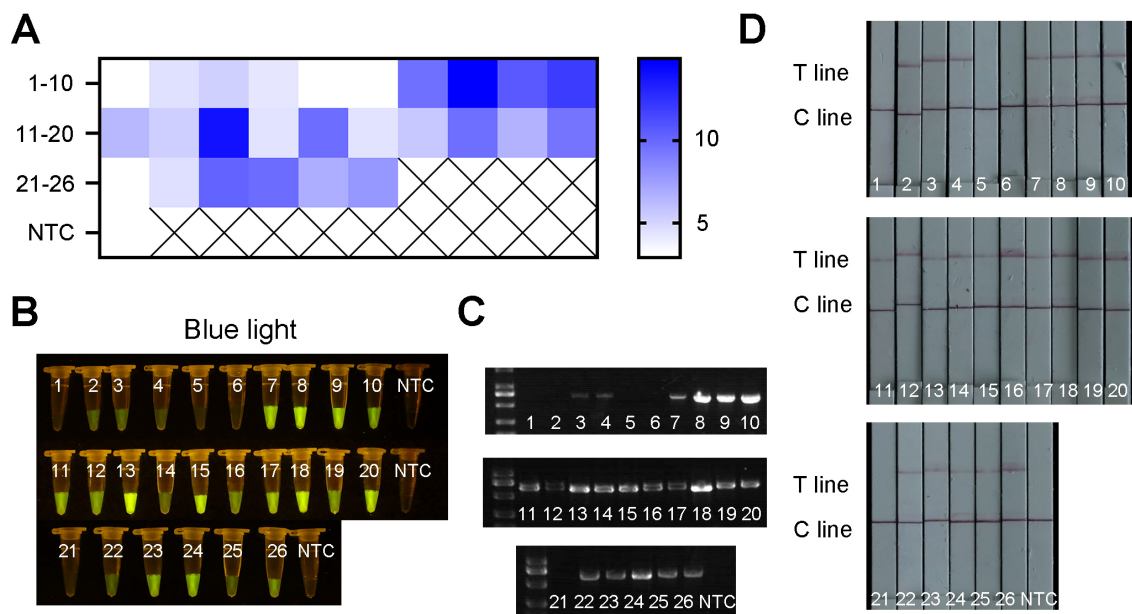 A
1-10
11-20
21-26
NTC
10
5
B
Blue light
1 2 3 4 5 6 7 8 9 10 NTC
11 12 13 14 15 16 17 18 19 20 NTC
21 22 23 24 25 26 NTC
C
1 2 3 4 5 6 7 8 9 10
11 12 13 14 15 16 17 18 19 20
21 22 23 24 25 26 NTC
D
T line
C line
1 2 3 4 5 6 7 8 9 10
T line
C line
11 12 13 14 15 16 17 18 19 20
T line
C line
21 22 23 24 25 26 NTC